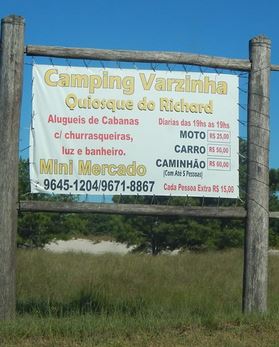 Camping Varzinha
Quiosque do Richard
Alugueis de Cabanas
c/ churrasqueiras,
luz e banheiro.
Mini Mercado
9645-1204/9671-8867
Diarias das 19hs as 19hs
MOTO R$ 25,00
CARRO R$ 50,00
CAMINHÃO R$ 60,00
(Com Até 5 Pessoas)
Cada Pessoa Extra R$ 15,00